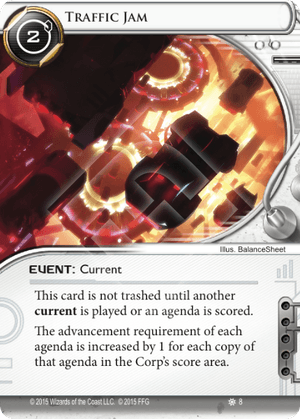 Traffic Jam
2
Illus. BalanceSheet
EVENT: Current
This card is not trashed until another
current is played or an agenda is scored.
The advancement requirement of each
agenda is increased by 1 for each copy of
that agenda in the Corp's score area.
© 2015 Wizards of the Coast LLC. © 2015 FFG
8